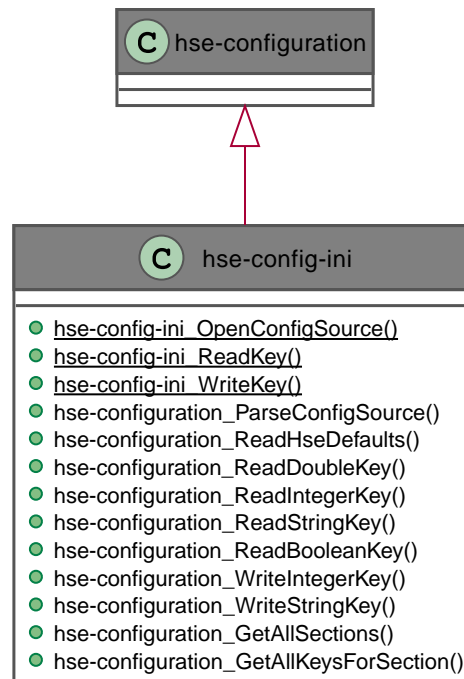 C hse-configuration
C hse-config-ini
hse-config-ini_OpenConfigSource()
hse-config-ini_ReadKey()
hse-config-ini_WriteKey()
hse-configuration_ParseConfigSource()
hse-configuration_ReadHseDefaults()
hse-configuration_ReadDoubleKey()
hse-configuration_ReadIntegerKey()
hse-configuration_ReadStringKey()
hse-configuration_ReadBooleanKey()
hse-configuration_WriteIntegerKey()
hse-configuration_WriteStringKey()
hse-configuration_GetAllSections()
hse-configuration_GetAllKeysForSection()